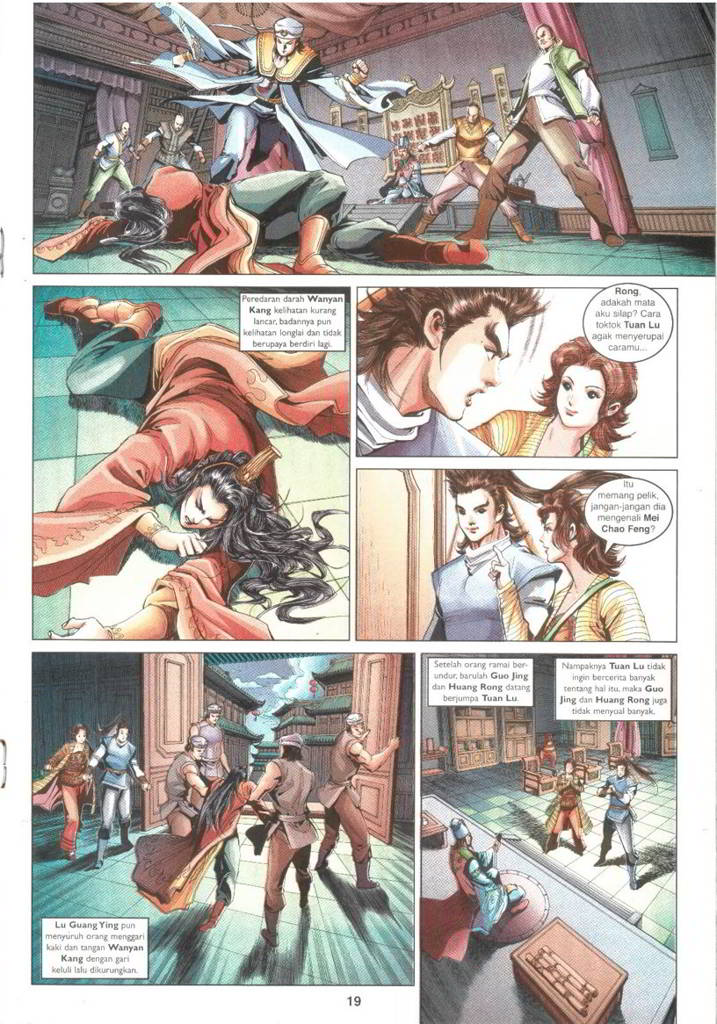 Peredaran darah Wanyan
Kang kelihatan kurang
lancar, badannya pun
kelihatan longlai dan tidak
berupaya berdiri lagi.
Rong,
adakah mata
aku silap? Cara
toktok Tuan Lu
agak menyerupai
caramu...
Itu
memang pelik,
jangan-jangan dia
mengenali Mei
Chao Feng?
Lu Guang Ying pun
menyuruh orang menggari
kaki dan tangan Wanyan
Kang dengan gari
keluli lalu dikurungkan.
Setelah orang ramai ber-
undur, barulah Guo Jing
dan Huang Rong datang
berjumpa Tuan Lu.
Nampaknya Tuan Lu tidak
ingin bercerita banyak
tentang hal itu, maka Guo
Jing dan Huang Rong juga
tidak menyoal banyak.
19